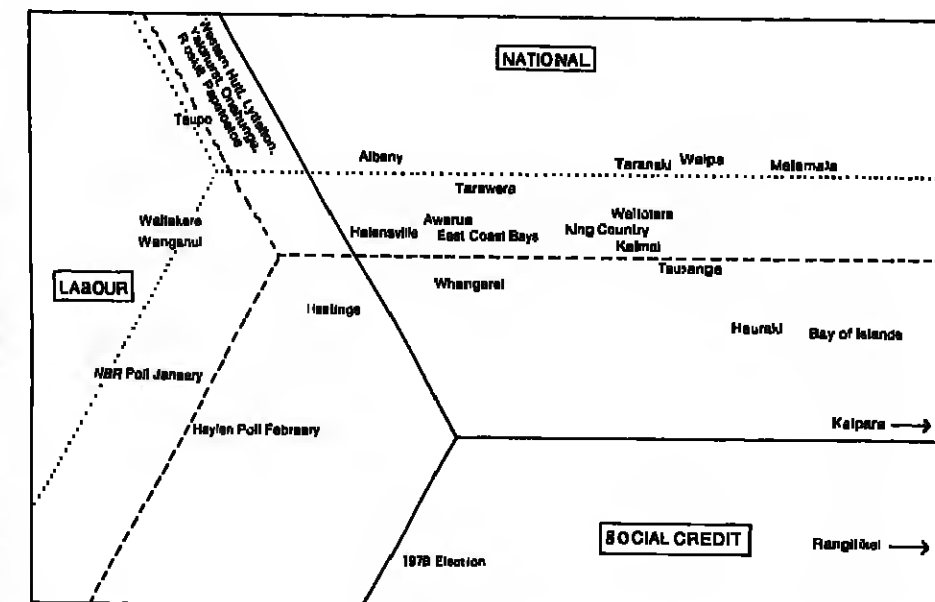 NATIONAL
Western Hutt, Lyttelton,
Yaldhurst, Onehunga,
Roskill, Papatoetoe
Taupo
Albany
Taranaki
Waipa
Matamata
Tarawera
Waitakere
Wanganui
Helensville
Awarua
East Coast Bays
King Country
Waitotara
Kaimai
Tauranga
LABOUR
Whangarei
Hastings
Hauraki
Bay of Islands
NBR Poll January
Heylen Poll February
Kaipara
SOCIAL CREDIT
Rangitikei
1978 Election